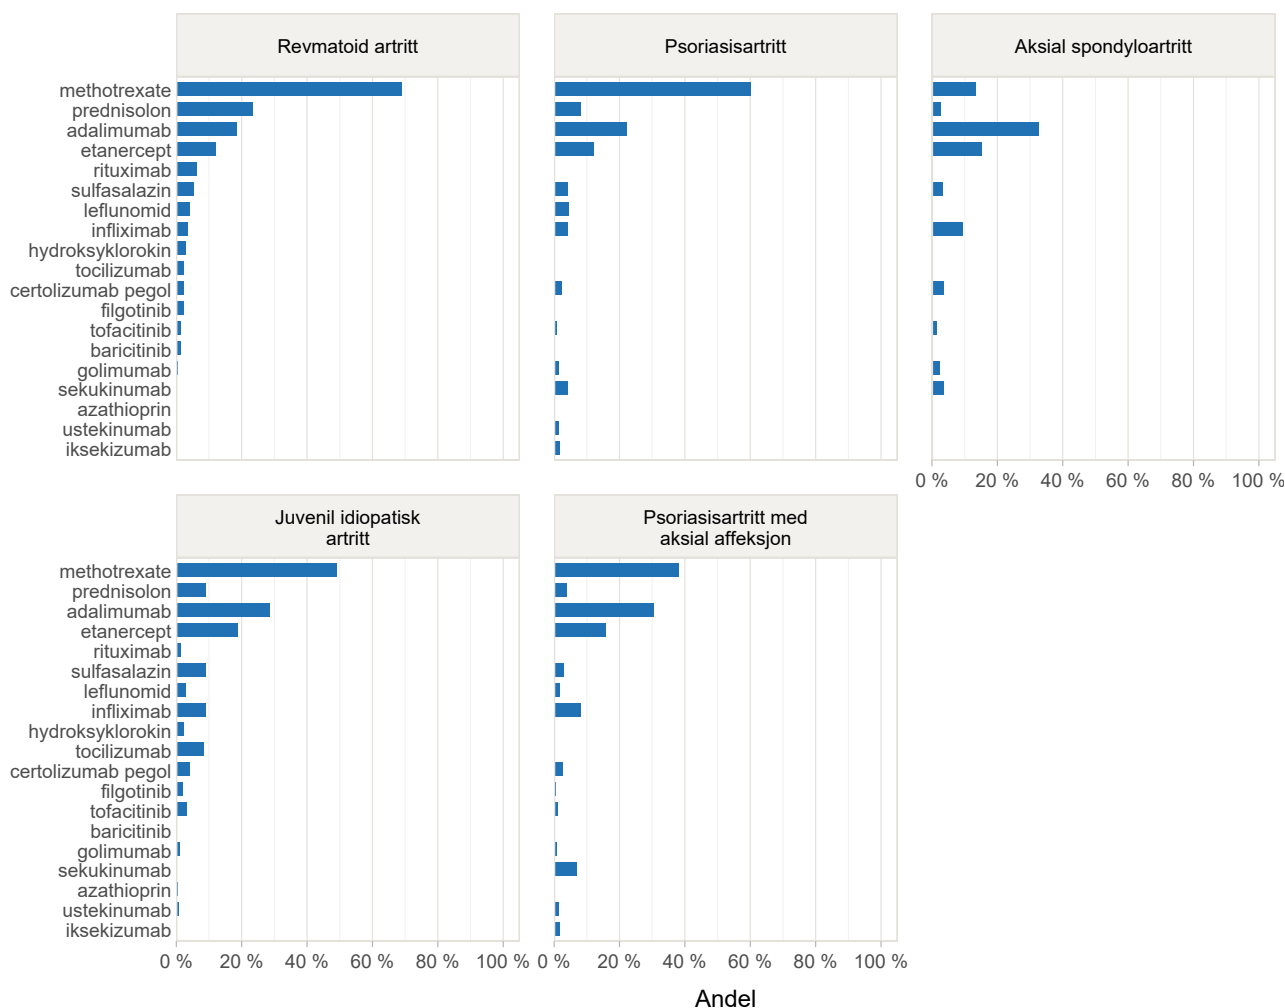 Revmatoid artritt
Psoriasisartritt
Aksial spondyloartritt
methotrexate
prednisolon
adalimumab
etanercept
rituximab
sulfasalazin
leflunomid
infliximab
hydroksyklorokin
tocilizumab
certolizumab pegol
filgotinib
tofacitinib
baricitinib
golimumab
sekukinumab
azathioprin
ustekinumab
iksekizumab
0 % 20 % 40 % 60 % 80 % 100 %
Juvenil idiopatisk
artritt
Psoriasisartritt med
aksial affeksjon
methotrexate
prednisolon
adalimumab
etanercept
rituximab
sulfasalazin
leflunomid
infliximab
hydroksyklorokin
tocilizumab
certolizumab pegol
filgotinib
tofacitinib
baricitinib
golimumab
sekukinumab
azathioprin
ustekinumab
iksekizumab
0 % 20 % 40 % 60 % 80 % 100 % 0 % 20 % 40 % 60 % 80 % 100 %
Andel